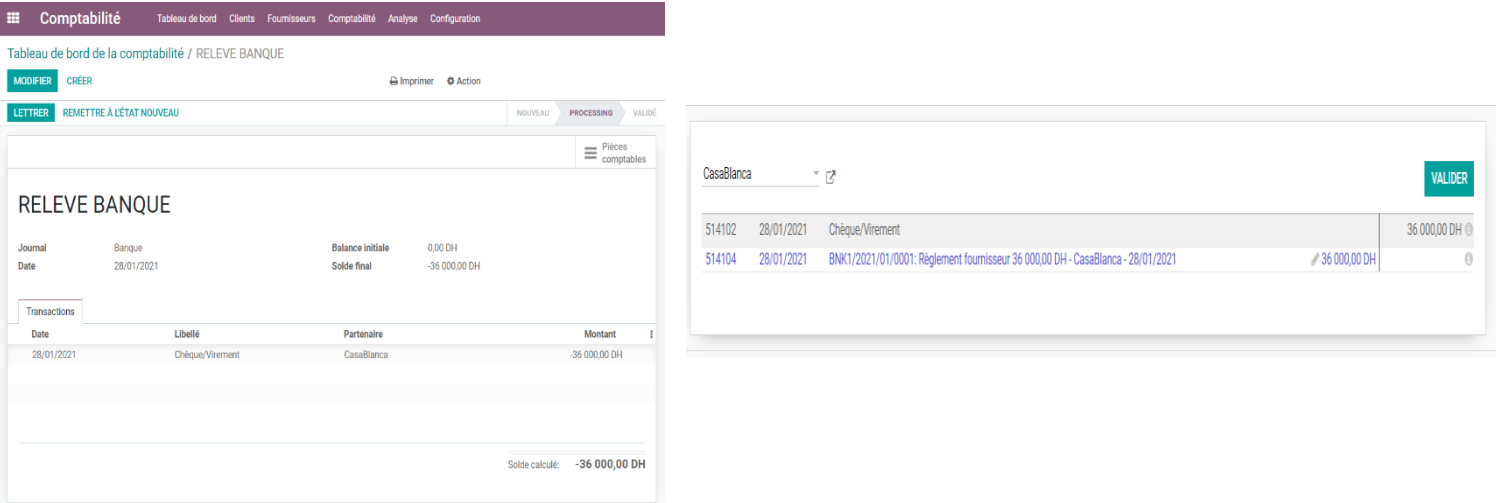 Comptabilité Tableau de bord Clients Fournisseurs Comptabilité Analyse Configuration
Tableau de bord de la comptabilité / RELEVE BANQUE
MODIFIER CRÉER Imprimer Action
LETTRER REMETTRE À L'ÉTAT NOUVEAU NOUVEAU PROCESSING VALIDÉ
Pièces
comptables
RELEVE BANQUE
Journal Banque Balance initiale 0,00 DH
Date 28/01/2021 Solde final -36 000,00 DH
Transactions
Date Libellé Partenaire Montant
28/01/2021 Chèque/Virement CasaBlanca -36 000,00 DH
Solde calculé: -36 000,00 DH
CasaBlanca VALIDER
514102 28/01/2021 Chèque/Virement 36 000,00 DH
514104 28/01/2021 BNK1/2021/01/0001: Règlement fournisseur 36 000,00 DH - CasaBlanca - 28/01/2021 36 000,00 DH